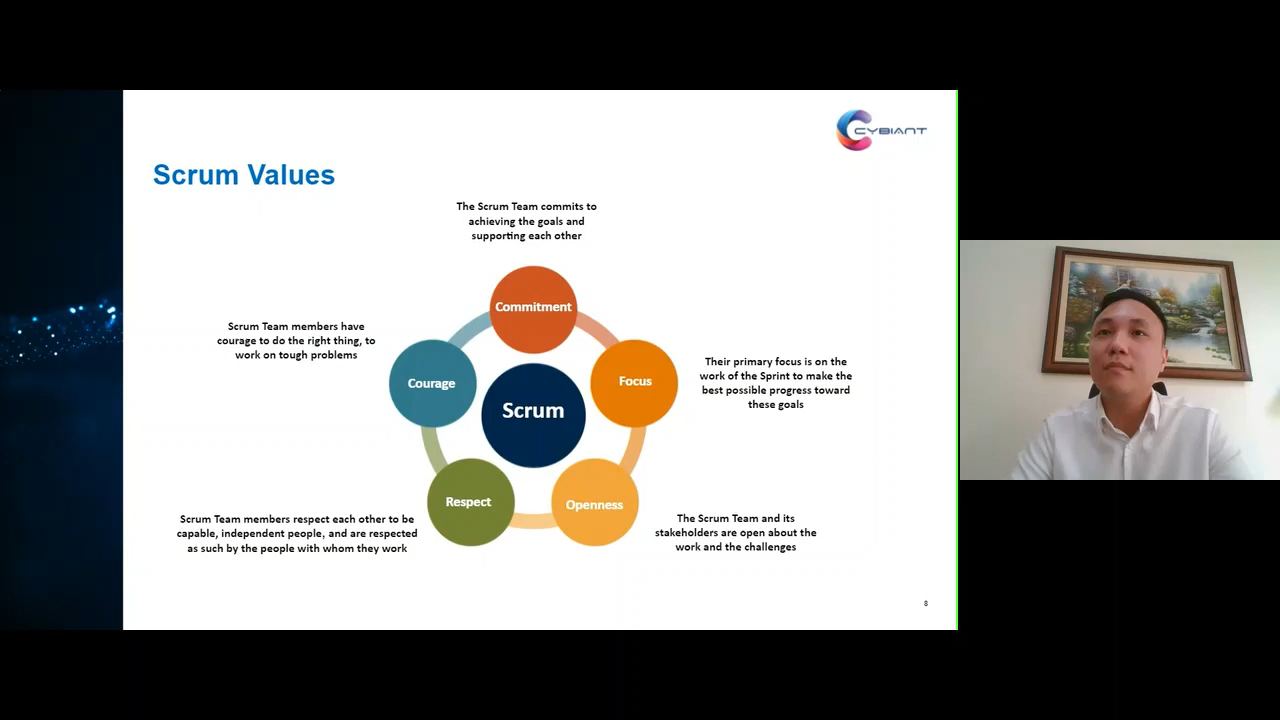 CYBIANT
Scrum Values
The Scrum Team commits to
achieving the goals and
supporting each other
Commitment
Scrum Team members have
courage to do the right thing, to
work on tough problems
Courage
Scrum
Focus
Their primary focus is on the
work of the Sprint to make the
best possible progress toward
these goals
Respect
Openness
Scrum Team members respect each other to be
capable, independent people, and are respected
as such by the people with whom they work
The Scrum Team and its
stakeholders are open about the
work and the challenges
8